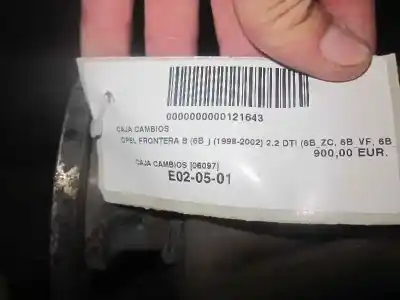 0000000000121643
CAJA CAMBIOS
OPEL FRONTERA B (6B_) (1998-2002) 2.2 DTI (6B_ZC, 6B_VF, 6B_
900,00 EUR.
CAJA CAMBIOS [06097]
E02-05-01